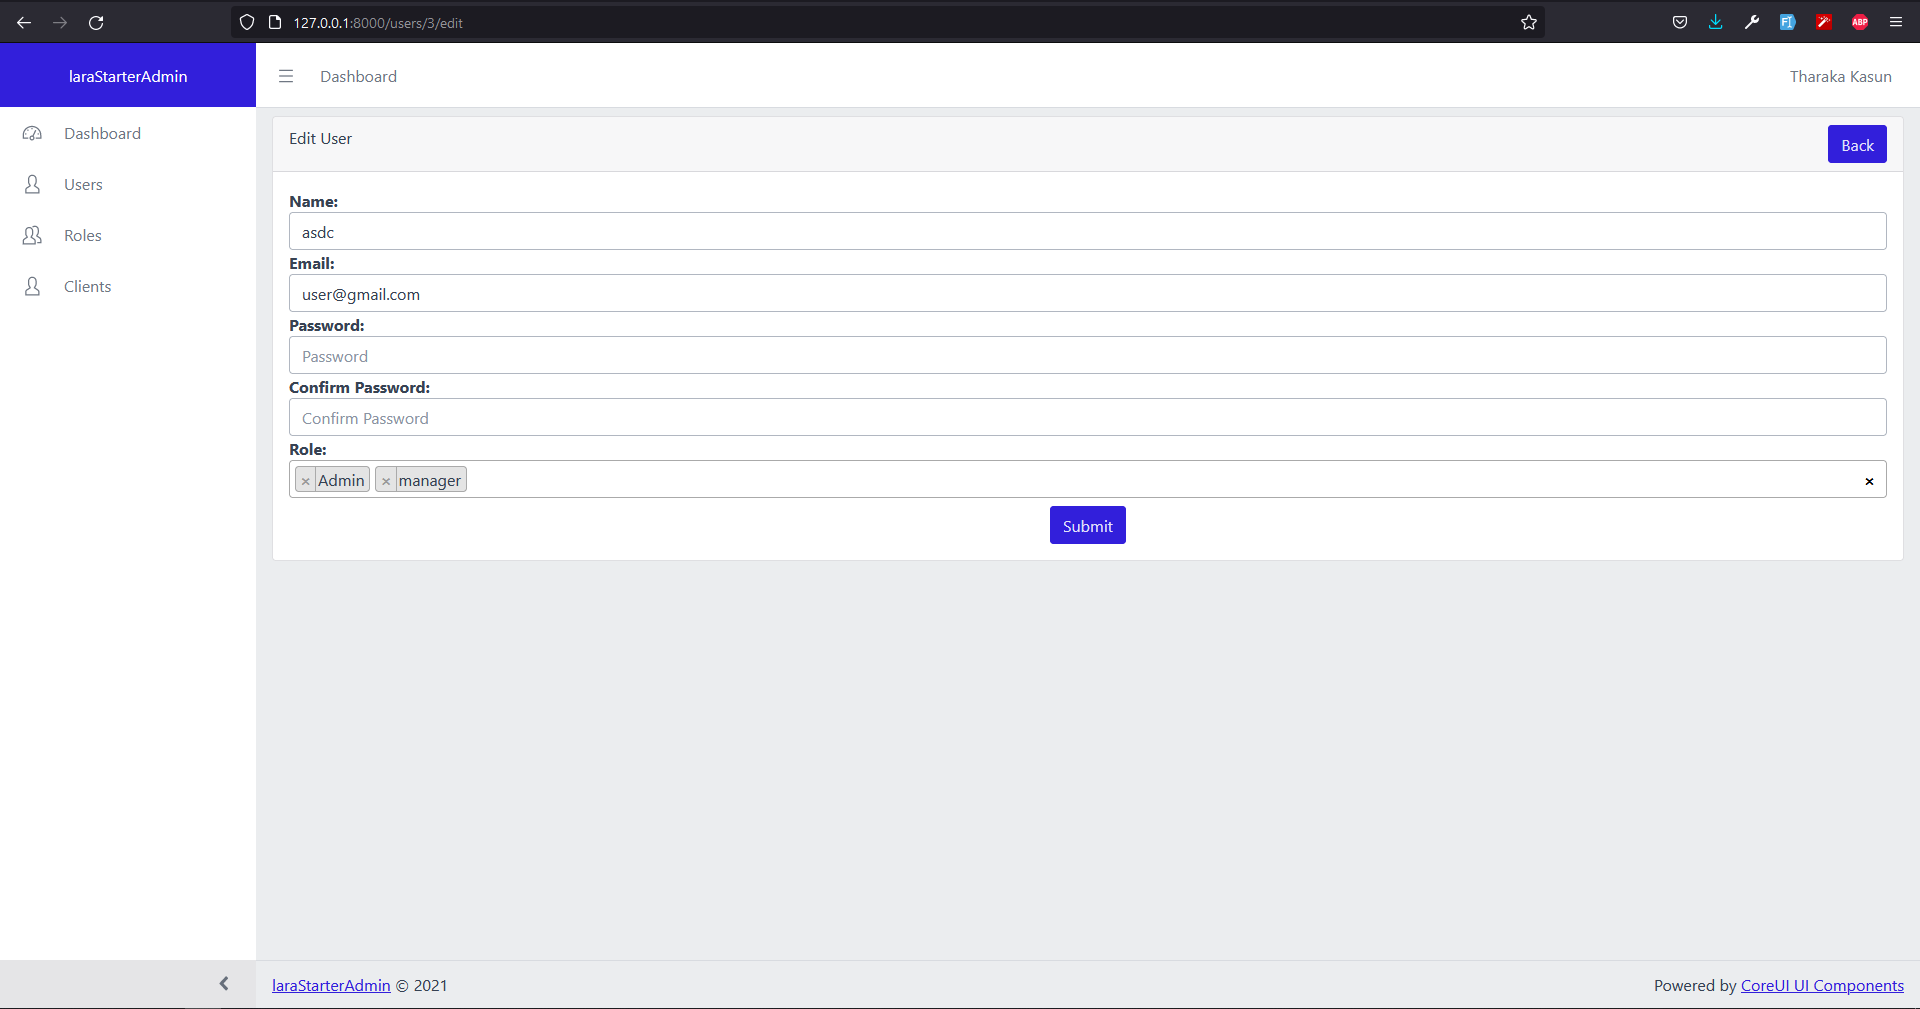 127.0.0.1:8000/users/3/edit
ABP
laraStarterAdmin
Dashboard
Tharaka Kasun
Dashboard
Users
Roles
Clients
Edit User
Back
Name:
asdc
Email:
user@gmail.com
Password:
Password
Confirm Password:
Confirm Password
Role:
× Admin × manager ×
Submit
laraStarterAdmin © 2021
Powered by CoreUI UI Components